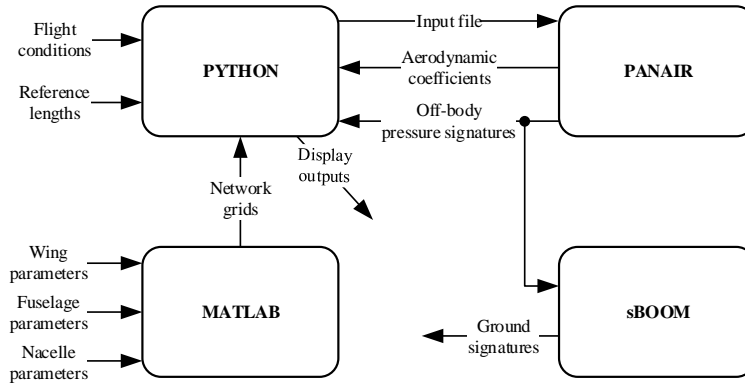 Flight
conditions
Reference
lengths
PYTHON
Input file
Aerodynamic
coefficients
Off-body
pressure signatures
PANAIR
Display
outputs
Network
grids
Wing
parameters
Fuselage
parameters
Nacelle
parameters
MATLAB
Ground
signatures
sBOOM